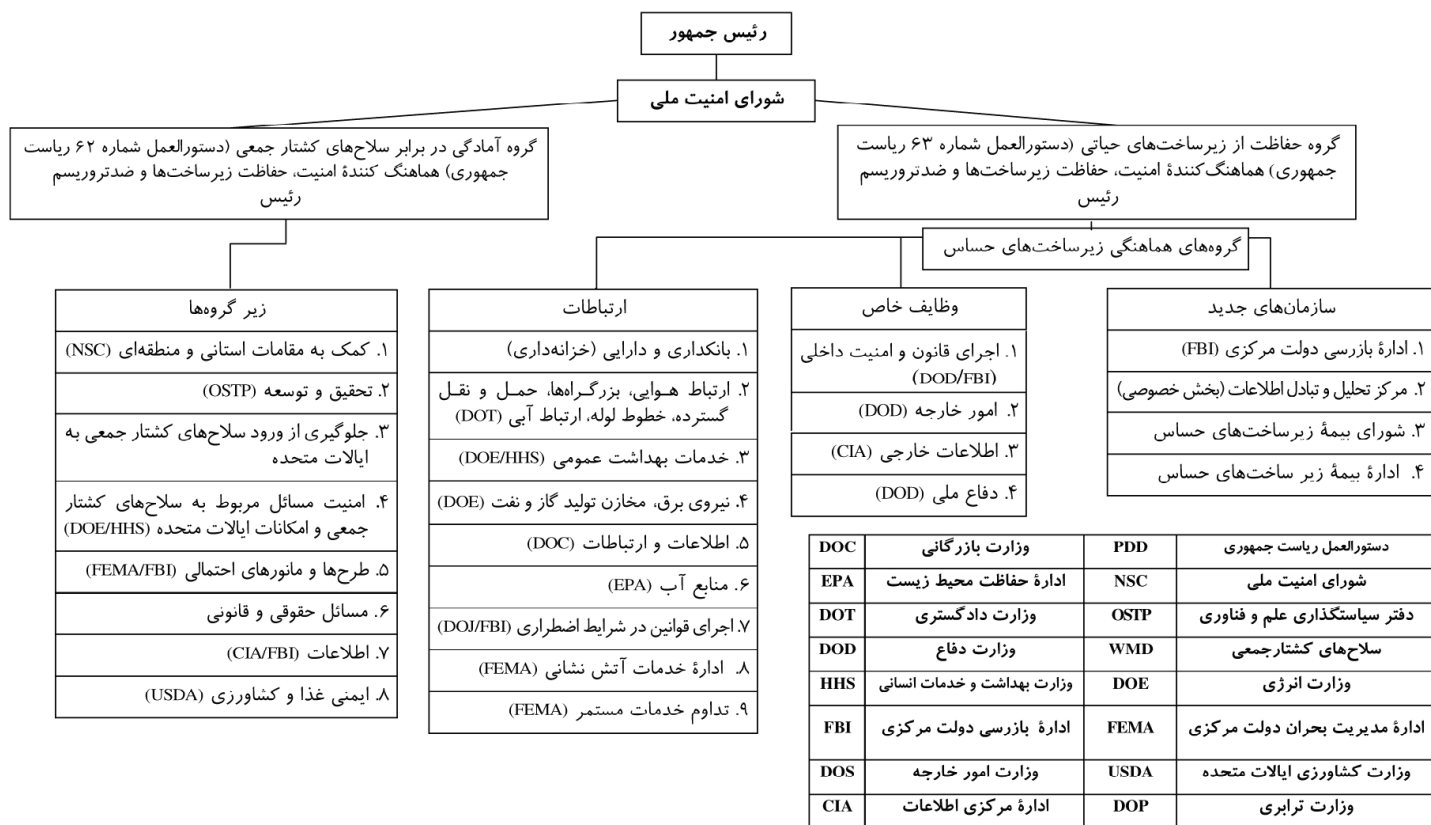 رئیس جمهور
شورای امنیت ملی
گروه حفاظت از زیرساخت‌های حیاتی (دستورالعمل شماره ۶۳ ریاست
جمهوری) هماهنگ‌کنندهٔ امنیت، حفاظت زیرساخت‌ها و ضدتروریسم
رئیس
گروه آمادگی در برابر سلاح‌های کشتار جمعی (دستورالعمل شماره ۶۲ ریاست
جمهوری) هماهنگ کنندهٔ امنیت، حفاظت زیرساخت‌ها و ضدتروریسم
رئیس
گروه‌های هماهنگی زیرساخت‌های حساس
سازمان‌های جدید
۱. ادارهٔ بازرسی دولت مرکزی (FBI)
۲. مرکز تحلیل و تبادل اطلاعات (بخش خصوصی)
۳. شورای بیمهٔ زیرساخت‌های حساس
۴. ادارهٔ بیمهٔ زیر ساخت‌های حساس
وظایف خاص
۱. اجرای قانون و امنیت داخلی
(DOD/FBI)
۲. امور خارجه (DOD)
۳. اطلاعات خارجی (CIA)
۴. دفاع ملی (DOD)
ارتباطات
۱. بانکداری و دارایی (خزانه‌داری)
۲. ارتباط هـوایی، بزرگـراه‌ها، حمـل و نقـل
گسترده، خطوط لوله، ارتباط آبی (DOT)
۳. خدمات بهداشت عمومی (DOE/HHS)
۴. نیروی برق، مخازن تولید گاز و نفت (DOE)
۵. اطلاعات و ارتباطات (DOC)
۶. منابع آب (EPA)
۷. اجرای قوانین در شرایط اضطراری (DOJ/FBI)
۸. ادارهٔ خدمات آتش نشانی (FEMA)
۹. تداوم خدمات مستمر (FEMA)
زیر گروه‌ها
۱. کمک به مقامات استانی و منطقه‌ای (NSC)
۲. تحقیق و توسعه (OSTP)
۳. جلوگیری از ورود سلاح‌های کشتار جمعی به
ایالات متحده
۴. امنیت مسائل مربوط به سلاح‌های کشتار
جمعی و امکانات ایالات متحده (DOE/HHS)
۵. طرح‌ها و مانورهای احتمالی (FEMA/FBI)
۶. مسائل حقوقی و قانونی
۷. اطلاعات (CIA/FBI)
۸. ایمنی غذا و کشاورزی (USDA)
دستورالعمل ریاست جمهوری PDD وزارت بازرگانی DOC
شورای امنیت ملی NSC ادارهٔ حفاظت محیط زیست EPA
دفتر سیاستگذاری علم و فناوری OSTP وزارت دادگستری DOT
سلاح‌های کشتارجمعی WMD وزارت دفاع DOD
وزارت انرژی DOE وزارت بهداشت و خدمات انسانی HHS
ادارهٔ مدیریت بحران دولت مرکزی FEMA ادارهٔ بازرسی دولت مرکزی FBI
وزارت کشاورزی ایالات متحده USDA وزارت امور خارجه DOS
وزارت ترابری DOP ادارهٔ مرکزی اطلاعات CIA